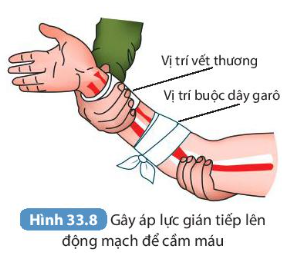 Vị trí vết thương
Vị trí buộc dây garô
Hình 33.8 Gây áp lực gián tiếp lên
động mạch để cầm máu